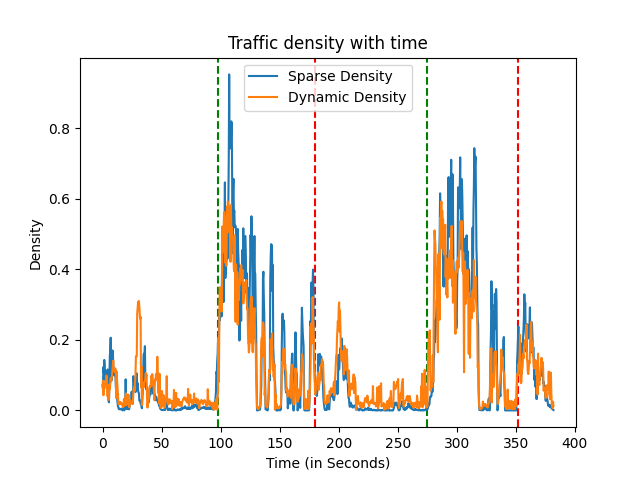 Traffic density with time
Sparse Density
Dynamic Density
Density
0.8
0.6
0.4
0.2
0.0
0 50 100 150 200 250 300 350 400
Time (in Seconds)